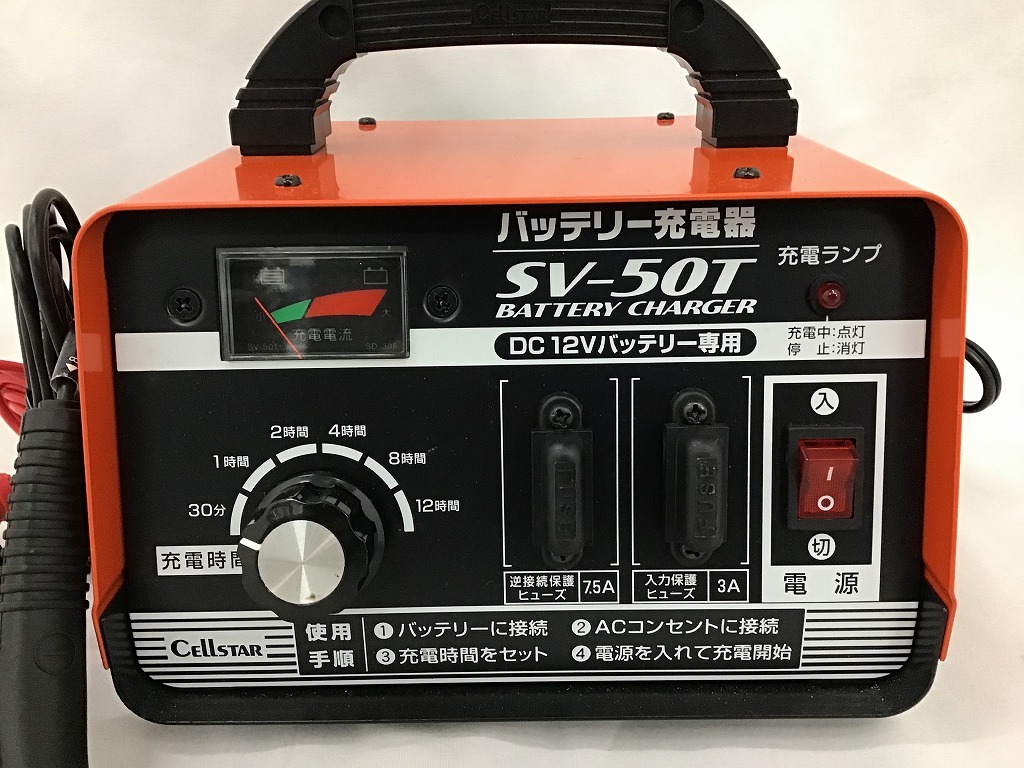 CELLSTAR
バッテリー充電器
SV-50T
BATTERY CHARGER
DC 12Vバッテリー専用
充電ランプ
充電中:点灯
停 止:消灯
大
充電電流
SV-50T
2時間
4時間
1時間
8時間
30分
12時間
充電時間
FUSE
FUSE
逆接続保護
ヒューズ
7.5A
入力保護
ヒューズ
3A
入
切
電 源
CELLSTAR
使用
手順
① バッテリーに接続 ② ACコンセントに接続
③ 充電時間をセット ④ 電源を入れて充電開始